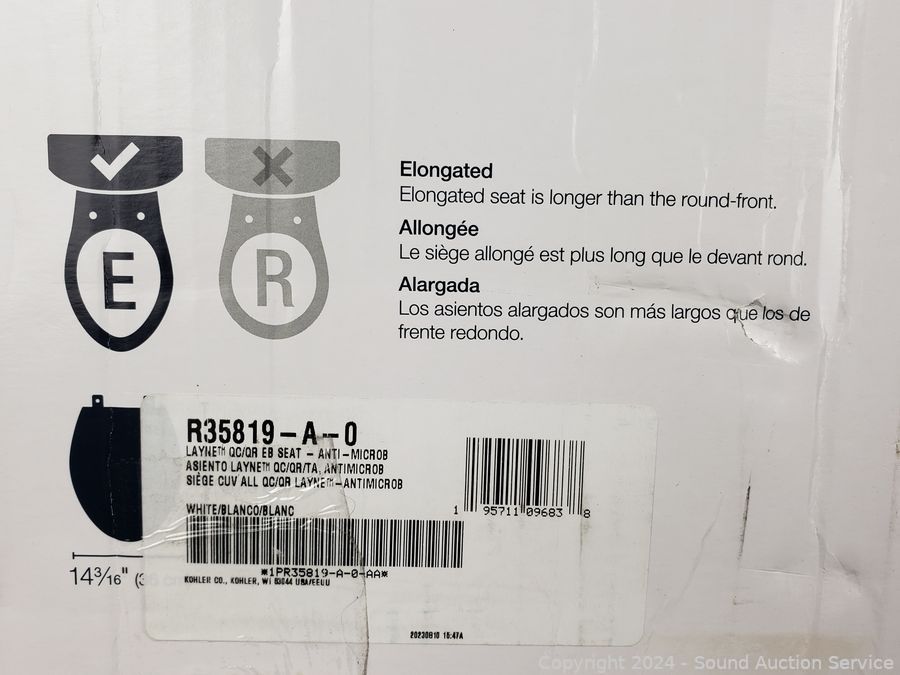 E
R
Elongated
Elongated seat is longer than the round-front.
Allongée
Le siège allongé est plus long que le devant rond.
Alargada
Los asientos alargados son más largos que los de
frente redondo.
R35819-A-0
LAYNE™ QC/QR EB SEAT - ANTI-MICROB
ASIENTO LAYNE™ QC/QR/TA, ANTIMICROB
SIÈGE CUV ALL QC/QR LAYNE™-ANTIMICROB
WHITE/BLANCO/BLANC
1 95711 09683 8
*1PR35819-A-0-AA*
KOHLER CO., KOHLER, WI 53044 USA/EEUU
14 3/16" (36 cm
20230810 15:47A
Copyright 2024 - Sound Auction Service